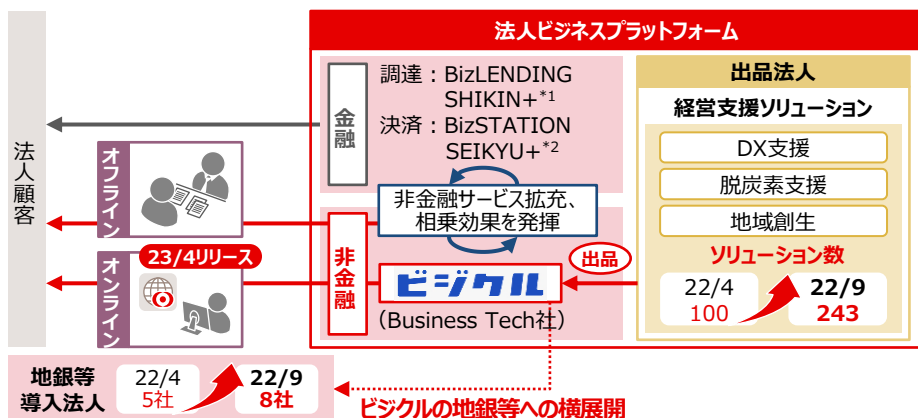 法人ビジネスプラットフォーム
法人顧客
金融
調達：BizLENDING
SHIKIN+*1
決済：BizSTATION
SEIKYU+*2
出品法人
経営支援ソリューション
DX支援
脱炭素支援
地域創生
ソリューション数
22/4
100
22/9
243
オフライン
非金融サービス拡充、
相乗効果を発揮
オンライン
23/4リリース
非金融
ビジクル
（Business Tech社）
出品
地銀等
導入法人
22/4
5社
22/9
8社
ビジクルの地銀等への横展開